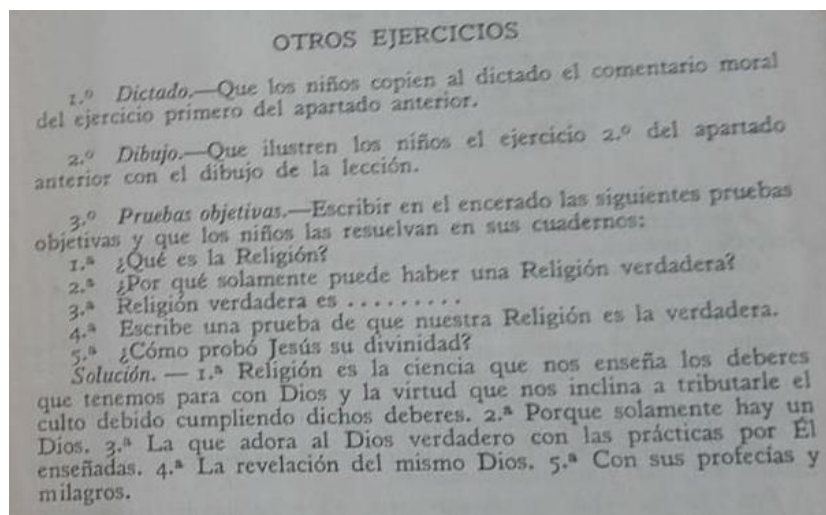 OTROS EJERCICIOS
1.º Dictado.—Que los niños copien al dictado el comentario moral
del ejercicio primero del apartado anterior.
2.º Dibujo.—Que ilustren los niños el ejercicio 2.º del apartado
anterior con el dibujo de la lección.
3.º Pruebas objetivas.—Escribir en el encerado las siguientes pruebas
objetivas y que los niños las resuelvan en sus cuadernos:
1.ª ¿Qué es la Religión?
2.ª ¿Por qué solamente puede haber una Religión verdadera?
3.ª Religión verdadera es .........
4.ª Escribe una prueba de que nuestra Religión es la verdadera.
5.ª ¿Cómo probó Jesús su divinidad?
Solución. — 1.ª Religión es la ciencia que nos enseña los deberes
que tenemos para con Dios y la virtud que nos inclina a tributarle el
culto debido cumpliendo dichos deberes. 2.ª Porque solamente hay un
Dios. 3.ª La que adora al Dios verdadero con las prácticas por Él
enseñadas. 4.ª La revelación del mismo Dios. 5.ª Con sus profecías y
milagros.